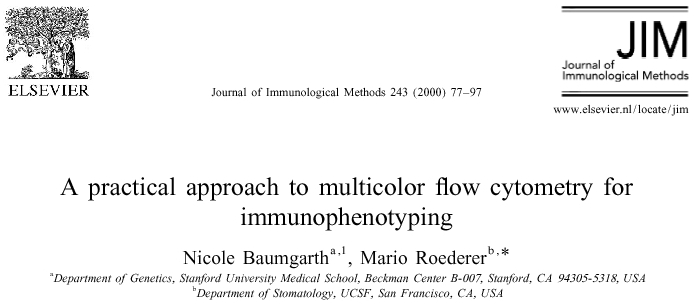 ELSEVIER
Journal of Immunological Methods 243 (2000) 77–97
JIM
Journal of
Immunological Methods
www.elsevier.nl/locate/jim
A practical approach to multicolor flow cytometry for
immunophenotyping
Nicole Baumgarth a,1, Mario Roederer b,*
a Department of Genetics, Stanford University Medical School, Beckman Center B-007, Stanford, CA 94305-5318, USA
b Department of Stomatology, UCSF, San Francisco, CA, USA